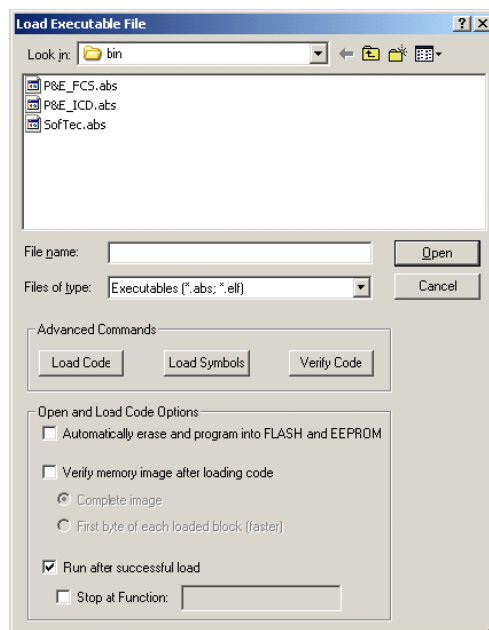 Load Executable File
Look in: bin
P&E_FCS.abs
P&E_ICD.abs
SofTec.abs
File name:
Open
Files of type: Executables (*.abs; *.elf)
Cancel
Advanced Commands
Load Code Load Symbols Verify Code
Open and Load Code Options
Automatically erase and program into FLASH and EEPROM
Verify memory image after loading code
Complete image
First byte of each loaded block (faster)
Run after successful load
Stop at Function: